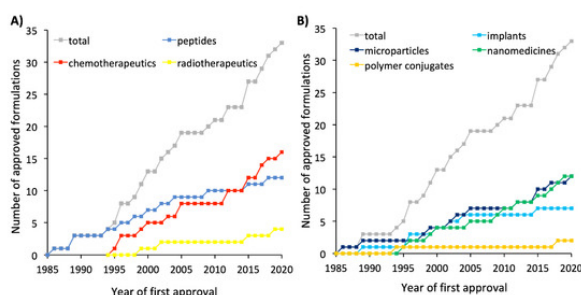 A)
total
peptides
chemotherapeutics
radiotherapeutics
Number of approved formulations
35
30
25
20
15
10
5
0
1985 1990 1995 2000 2005 2010 2015 2020
Year of first approval
B)
total
implants
microparticles
nanomedicines
polymer conjugates
Number of approved formulations
35
30
25
20
15
10
5
0
1985 1990 1995 2000 2005 2010 2015 2020
Year of first approval